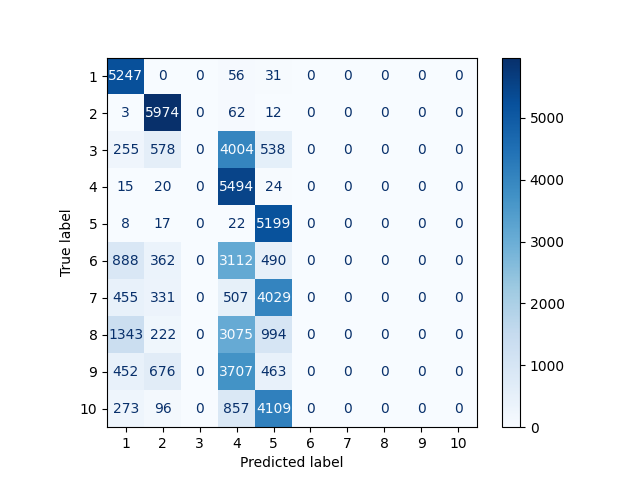 1 5247 0 0 56 31 0 0 0 0 0
2 3 5974 0 62 12 0 0 0 0 0
3 255 578 0 4004 538 0 0 0 0 0
4 15 20 0 5494 24 0 0 0 0 0
5 8 17 0 22 5199 0 0 0 0 0
6 888 362 0 3112 490 0 0 0 0 0
7 455 331 0 507 4029 0 0 0 0 0
8 1343 222 0 3075 994 0 0 0 0 0
9 452 676 0 3707 463 0 0 0 0 0
10 273 96 0 857 4109 0 0 0 0 0
1 2 3 4 5 6 7 8 9 10
Predicted label
True label
5000
4000
3000
2000
1000
0